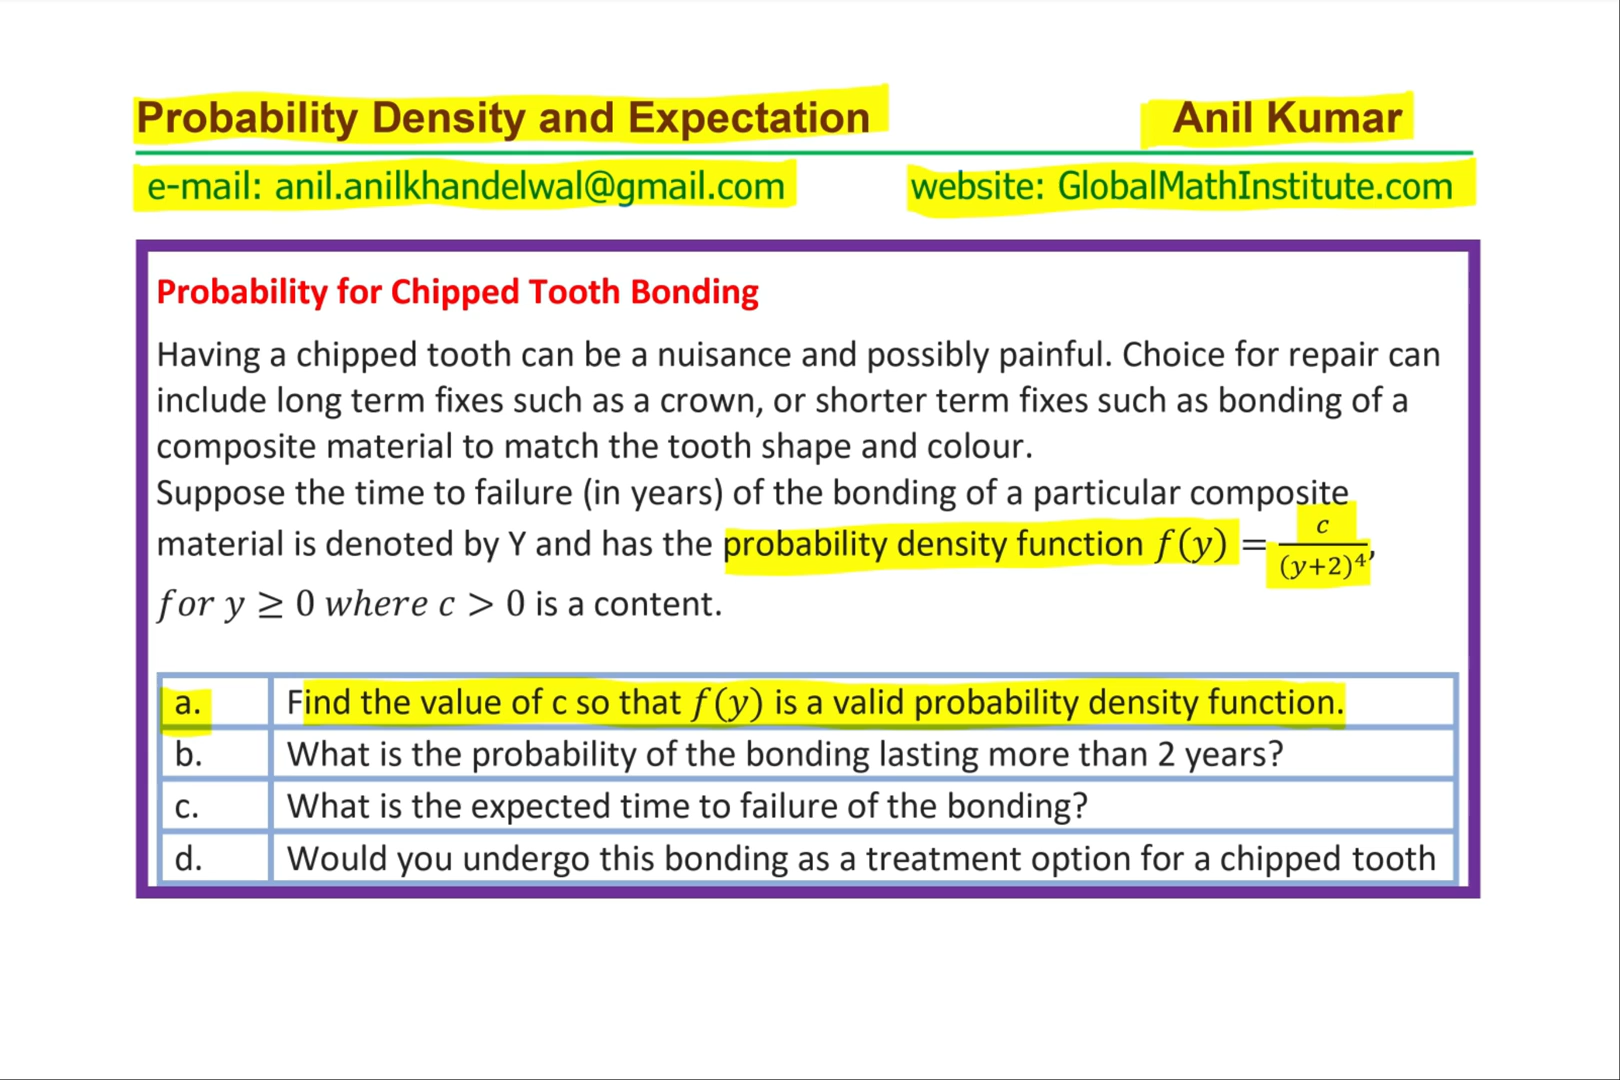 Probability Density and Expectation Anil Kumar
e-mail: anil.anilkhandelwal@gmail.com website: GlobalMathInstitute.com
Probability for Chipped Tooth Bonding
Having a chipped tooth can be a nuisance and possibly painful. Choice for repair can
include long term fixes such as a crown, or shorter term fixes such as bonding of a
composite material to match the tooth shape and colour.
Suppose the time to failure (in years) of the bonding of a particular composite
material is denoted by Y and has the probability density function f(y) = c/(y+2)⁴,
for y ≥ 0 where c > 0 is a content.
a. Find the value of c so that f(y) is a valid probability density function.
b. What is the probability of the bonding lasting more than 2 years?
c. What is the expected time to failure of the bonding?
d. Would you undergo this bonding as a treatment option for a chipped tooth